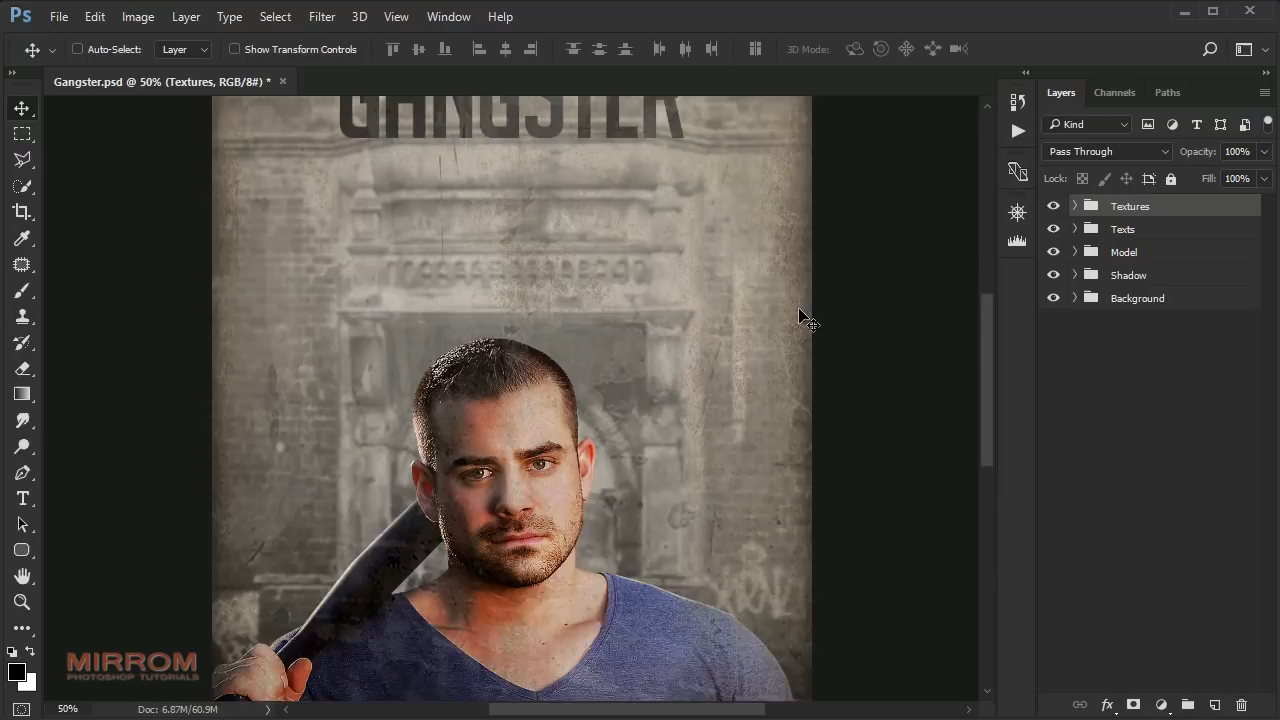 Ps File Edit Image Layer Type Select Filter 3D View Window Help
Auto-Select: Layer Show Transform Controls 3D Mode:
Gangster.psd @ 50% (Textures, RGB/8#) *
GANGSTER
Layers Channels Paths
Kind
Pass Through Opacity: 100%
Lock: Fill: 100%
Textures
Texts
Model
Shadow
Background
MIRROM
PHOTOSHOP TUTORIALS
50% Doc: 6.87M/60.9M